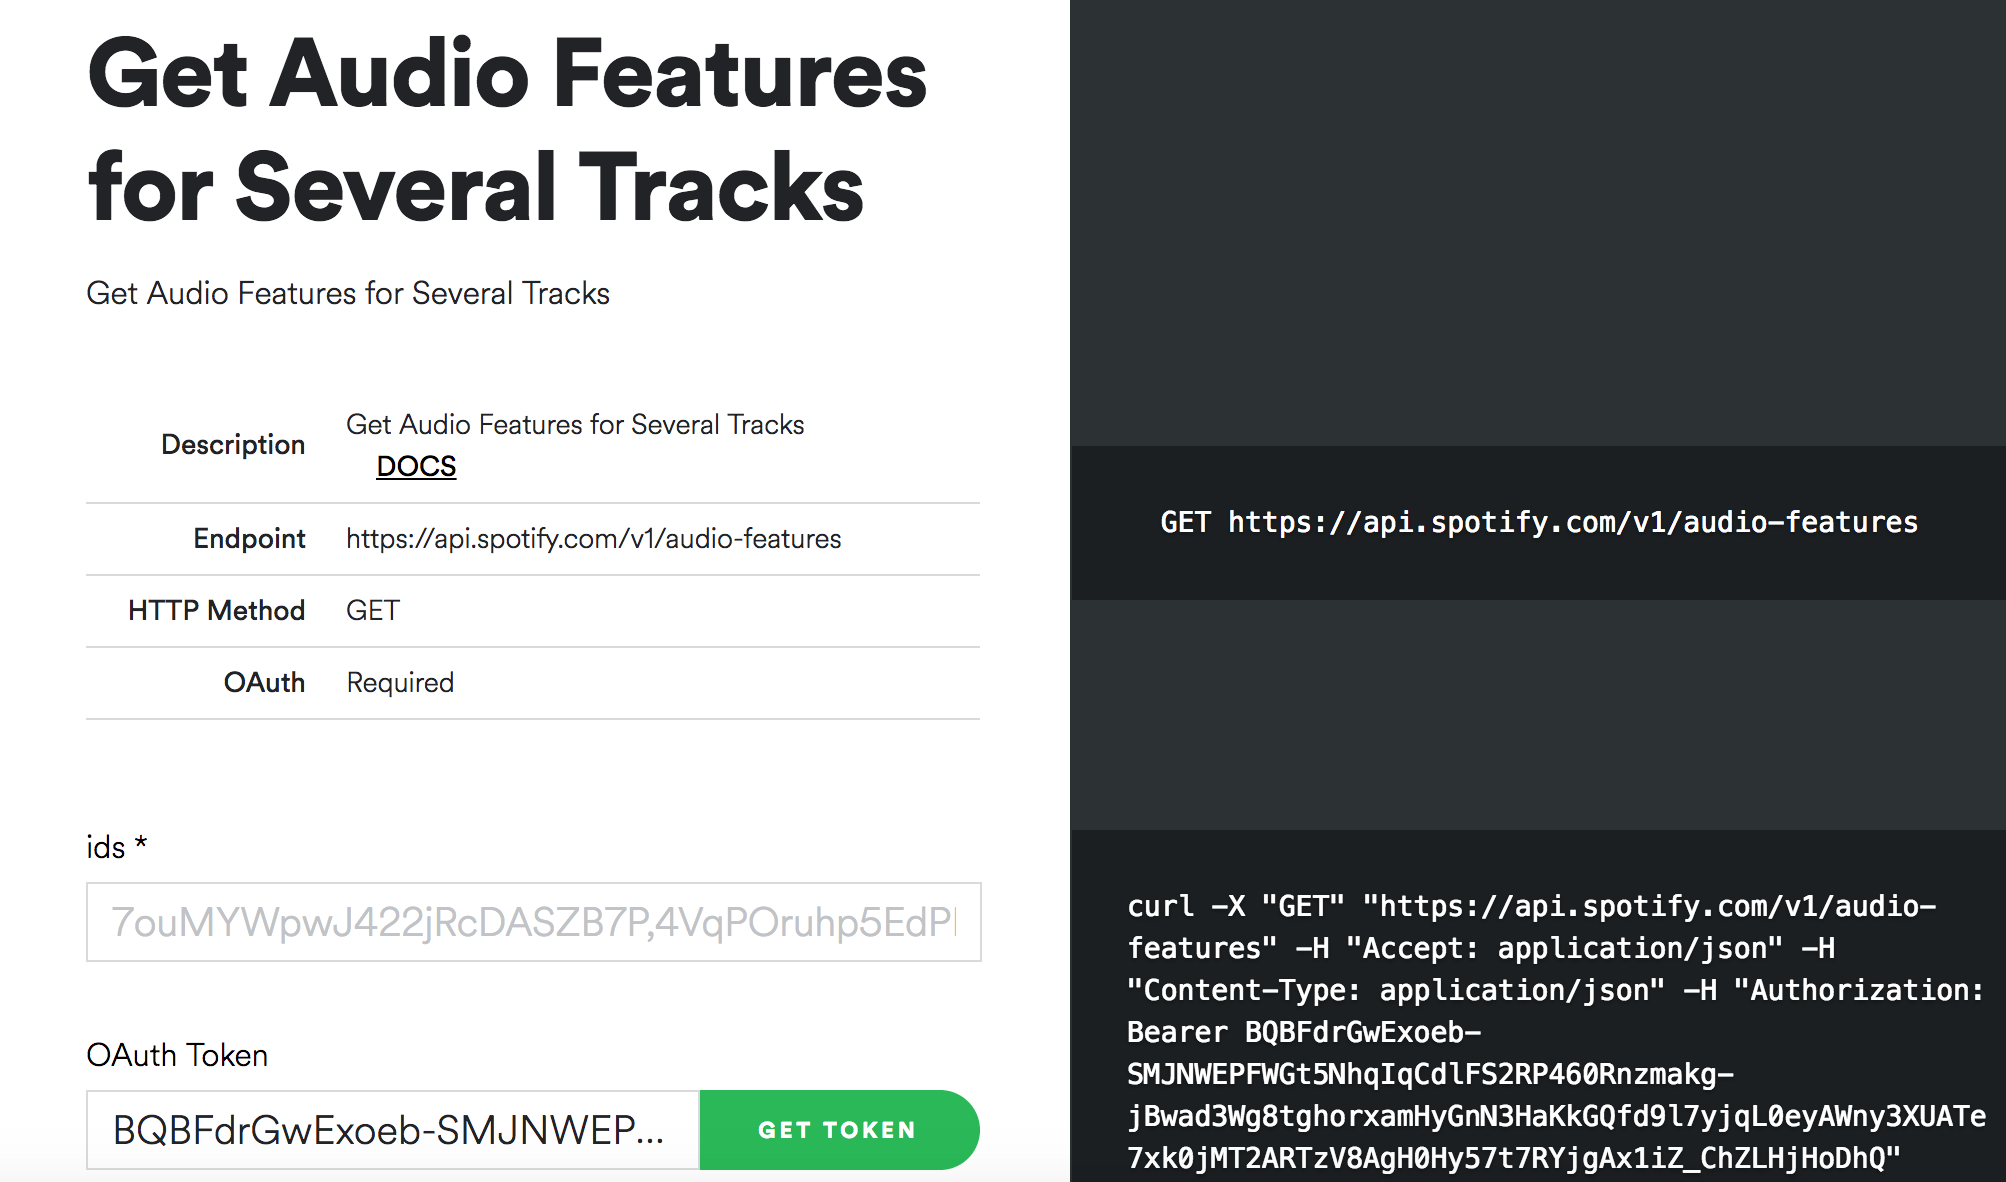 Get Audio Features
for Several Tracks
Get Audio Features for Several Tracks
Description
Get Audio Features for Several Tracks
DOCS
Endpoint
https://api.spotify.com/v1/audio-features
HTTP Method
GET
OAuth
Required
ids *
7ouMYWpwJ422jRcDASZB7P,4VqPOruhp5EdP
OAuth Token
BQBFdrGwExoeb-SMJNWEP...
GET TOKEN
GET https://api.spotify.com/v1/audio-features
curl -X "GET" "https://api.spotify.com/v1/audio-
features" -H "Accept: application/json" -H
"Content-Type: application/json" -H "Authorization:
Bearer BQBFdrGwExoeb-
SMJNWEPFWGt5NhqIqCdlFS2RP460Rnzmakg-
jBwad3Wg8tghorxamHyGnN3HaKkGQfd9l7yjqL0eyAWny3XUATe
7xk0jMT2ARTzV8AgH0Hy57t7RYjgAx1iZ_ChZLHjHoDhQ"